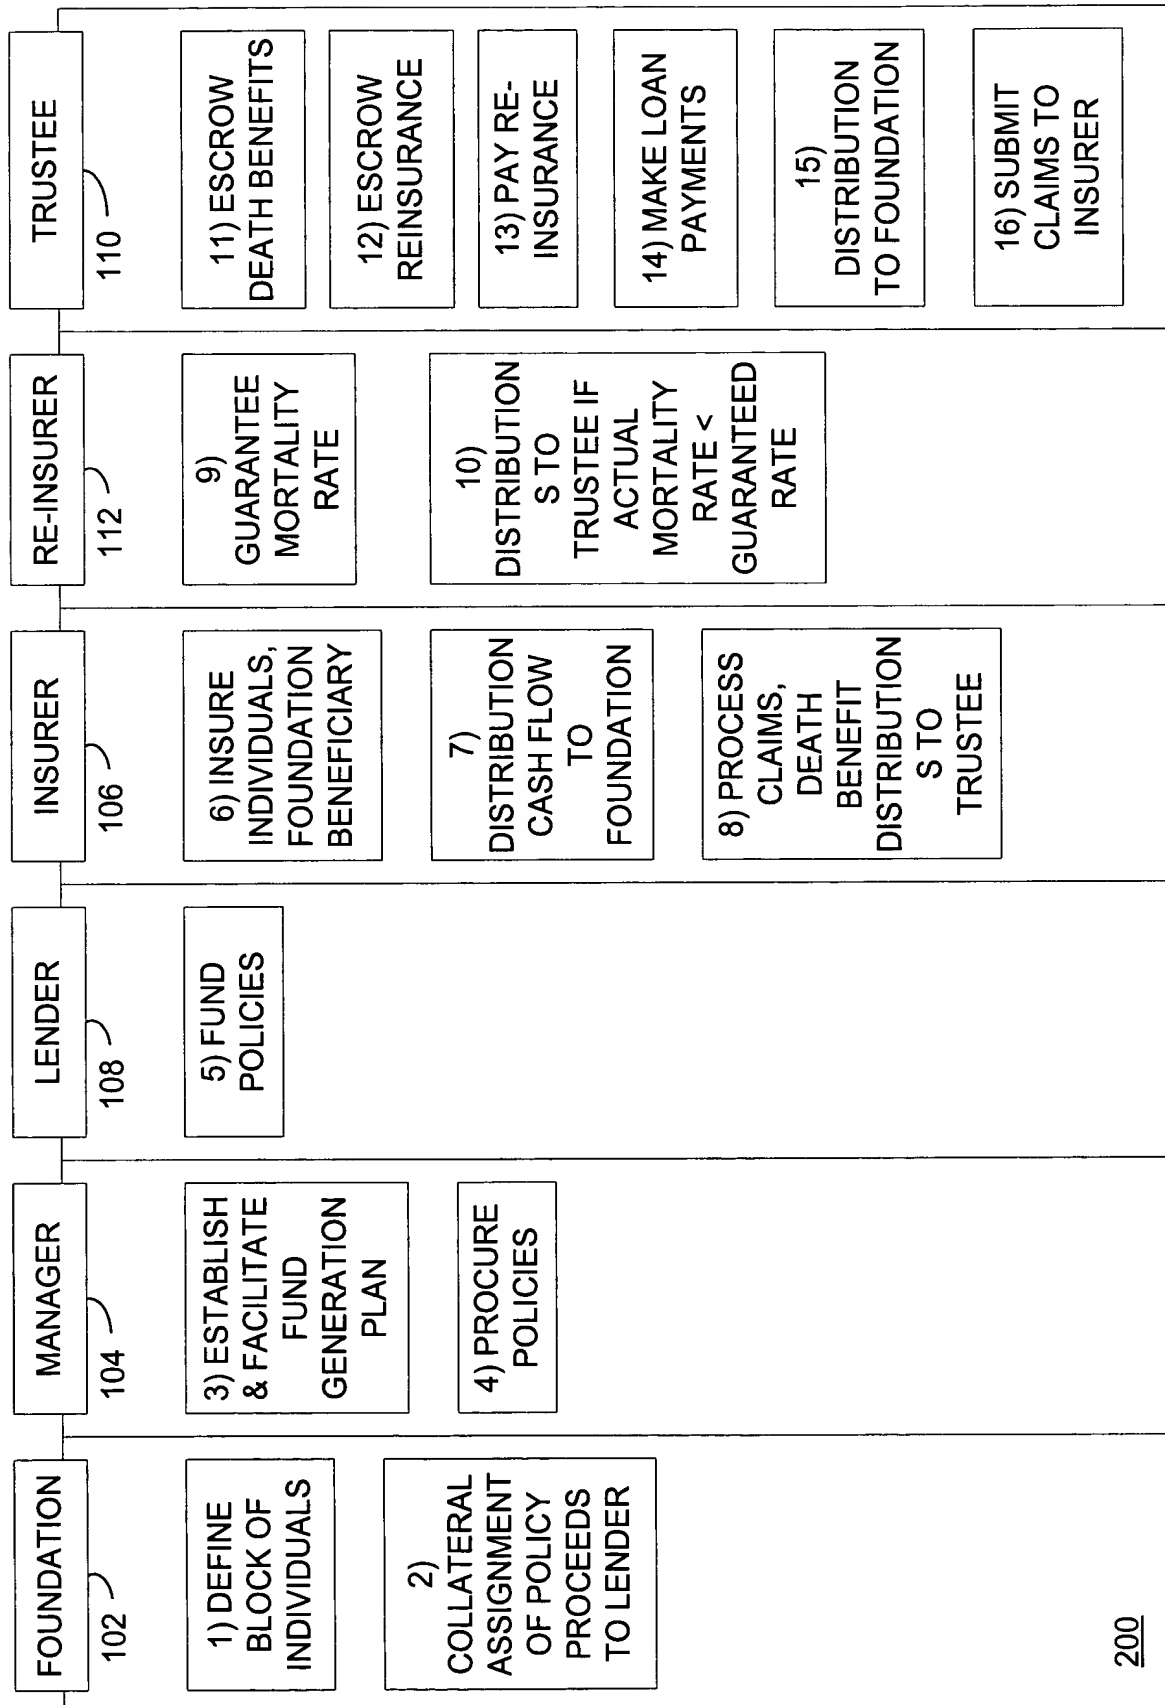 FOUNDATION
102
1) DEFINE
BLOCK OF
INDIVIDUALS
2)
COLLATERAL
ASSIGNMENT
OF POLICY
PROCEEDS
TO LENDER
MANAGER
104
3) ESTABLISH
& FACILITATE
FUND
GENERATION
PLAN
4) PROCURE
POLICIES
LENDER
108
5) FUND
POLICIES
INSURER
106
6) INSURE
INDIVIDUALS,
FOUNDATION
BENEFICIARY
7)
DISTRIBUTION
CASH FLOW
TO
FOUNDATION
8) PROCESS
CLAIMS,
DEATH
BENEFIT
DISTRIBUTION
S TO
TRUSTEE
RE-INSURER
112
9)
GUARANTEE
MORTALITY
RATE
10)
DISTRIBUTION
S TO
TRUSTEE IF
ACTUAL
MORTALITY
RATE <
GUARANTEED
RATE
TRUSTEE
110
11) ESCROW
DEATH BENEFITS
12) ESCROW
REINSURANCE
13) PAY RE-
INSURANCE
14) MAKE LOAN
PAYMENTS
15)
DISTRIBUTION
TO FOUNDATION
16) SUBMIT
CLAIMS TO
INSURER
200